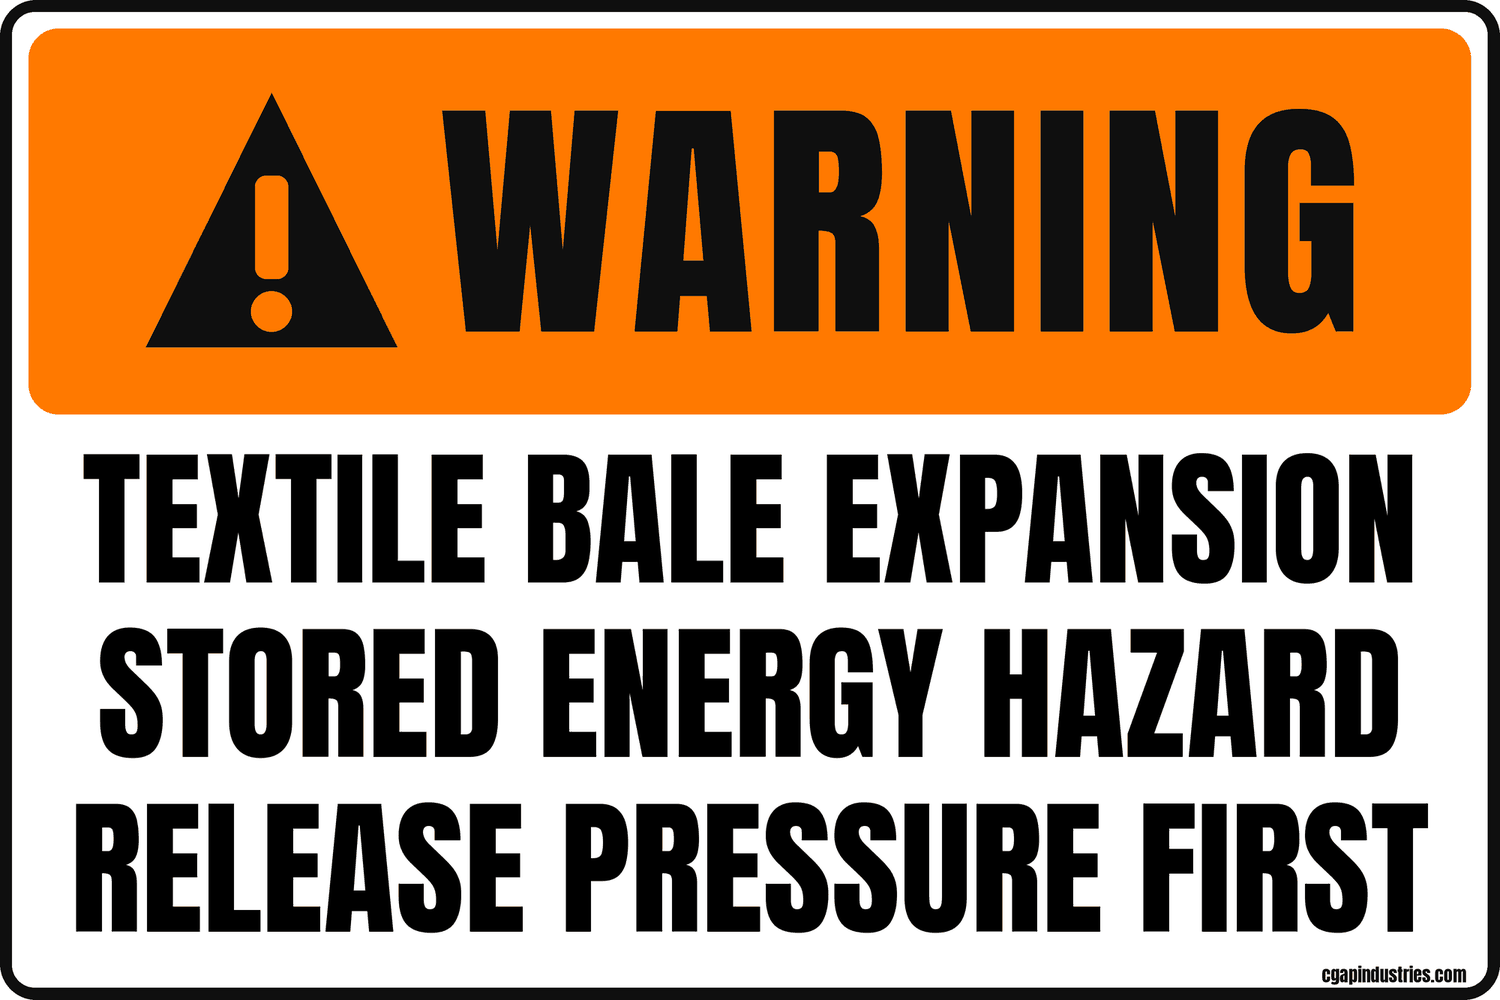 WARNING
TEXTILE BALE EXPANSION
STORED ENERGY HAZARD
RELEASE PRESSURE FIRST
cgapindustries.com